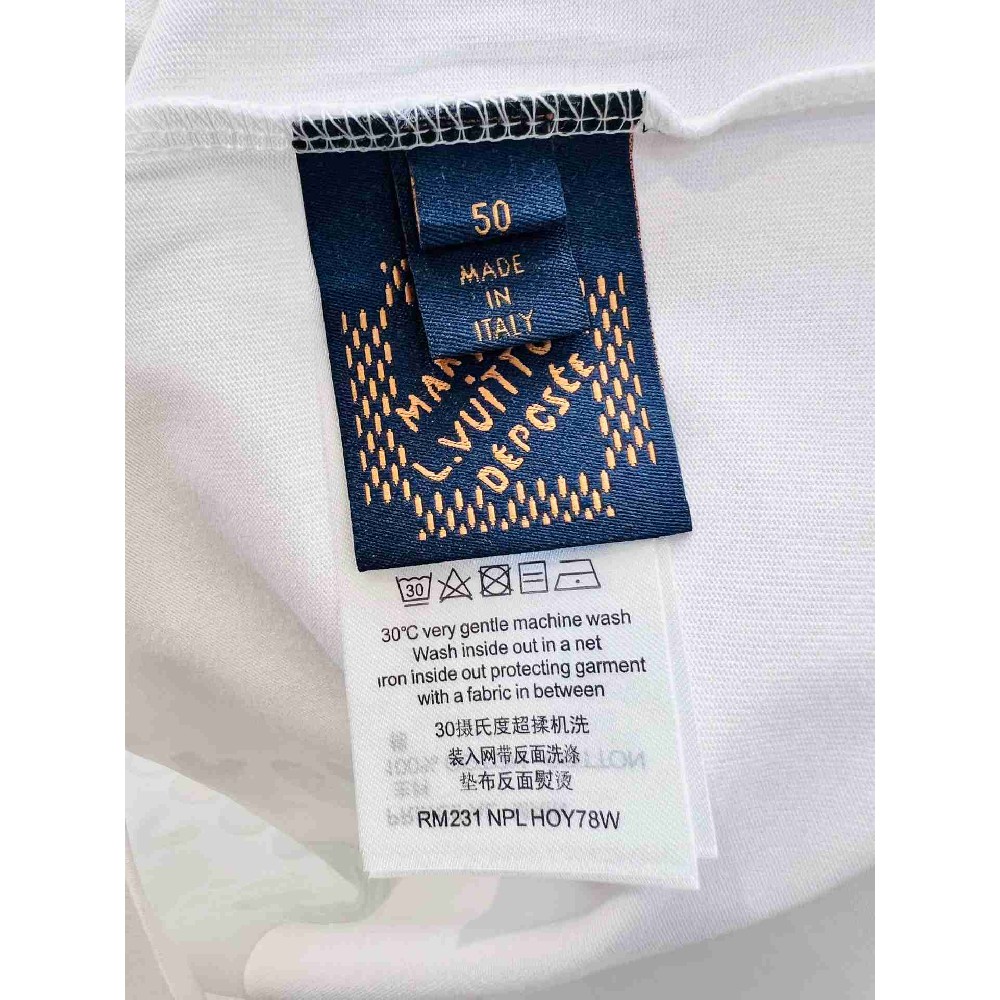 50
MADE
IN
ITALY
L.VUITTO
DEPOSÉE
30
30℃ very gentle machine wash
Wash inside out in a net
iron inside out protecting garment
with a fabric in between
30摄氏度超揉机洗
装入网带反面洗涤
垫布反面熨烫
RM231 NPL HOY78W